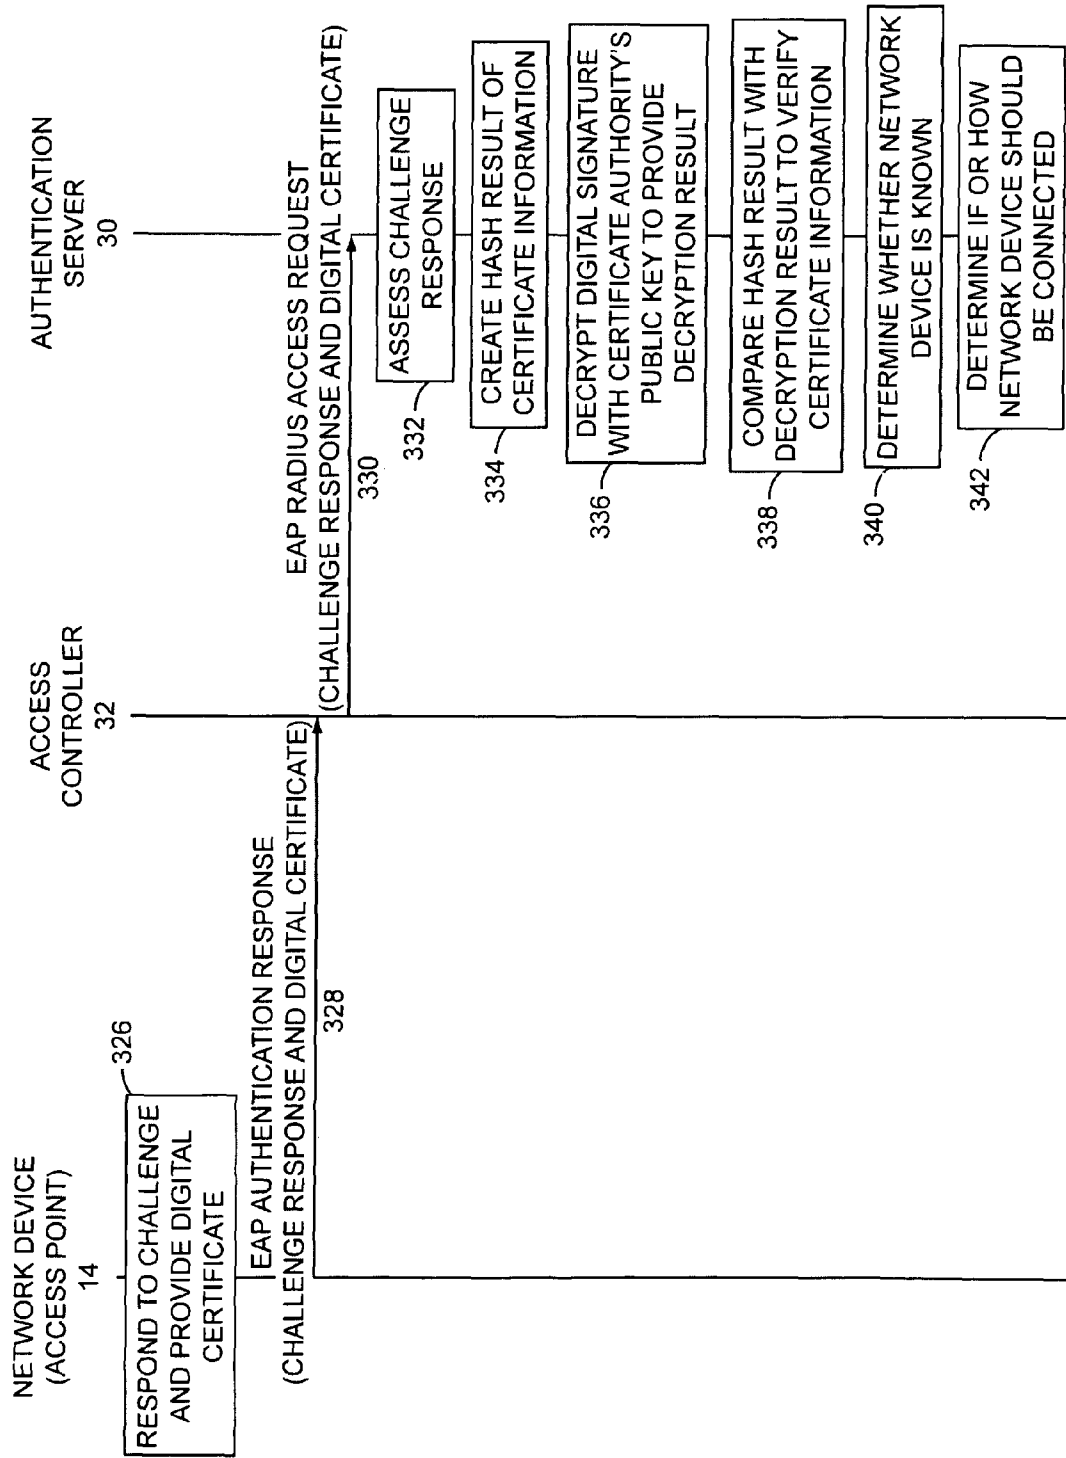 NETWORK DEVICE
(ACCESS POINT)
14
ACCESS
CONTROLLER
32
AUTHENTICATION
SERVER
30
RESPOND TO CHALLENGE
AND PROVIDE DIGITAL
CERTIFICATE
326
EAP AUTHENTICATION RESPONSE
(CHALLENGE RESPONSE AND DIGITAL CERTIFICATE)
328
EAP RADIUS ACCESS REQUEST
(CHALLENGE RESPONSE AND DIGITAL CERTIFICATE)
330
ASSESS CHALLENGE
RESPONSE
332
CREATE HASH RESULT OF
CERTIFICATE INFORMATION
334
DECRYPT DIGITAL SIGNATURE
WITH CERTIFICATE AUTHORITY'S
PUBLIC KEY TO PROVIDE
DECRYPTION RESULT
336
COMPARE HASH RESULT WITH
DECRYPTION RESULT TO VERIFY
CERTIFICATE INFORMATION
338
DETERMINE WHETHER NETWORK
DEVICE IS KNOWN
340
DETERMINE IF OR HOW
NETWORK DEVICE SHOULD
BE CONNECTED
342